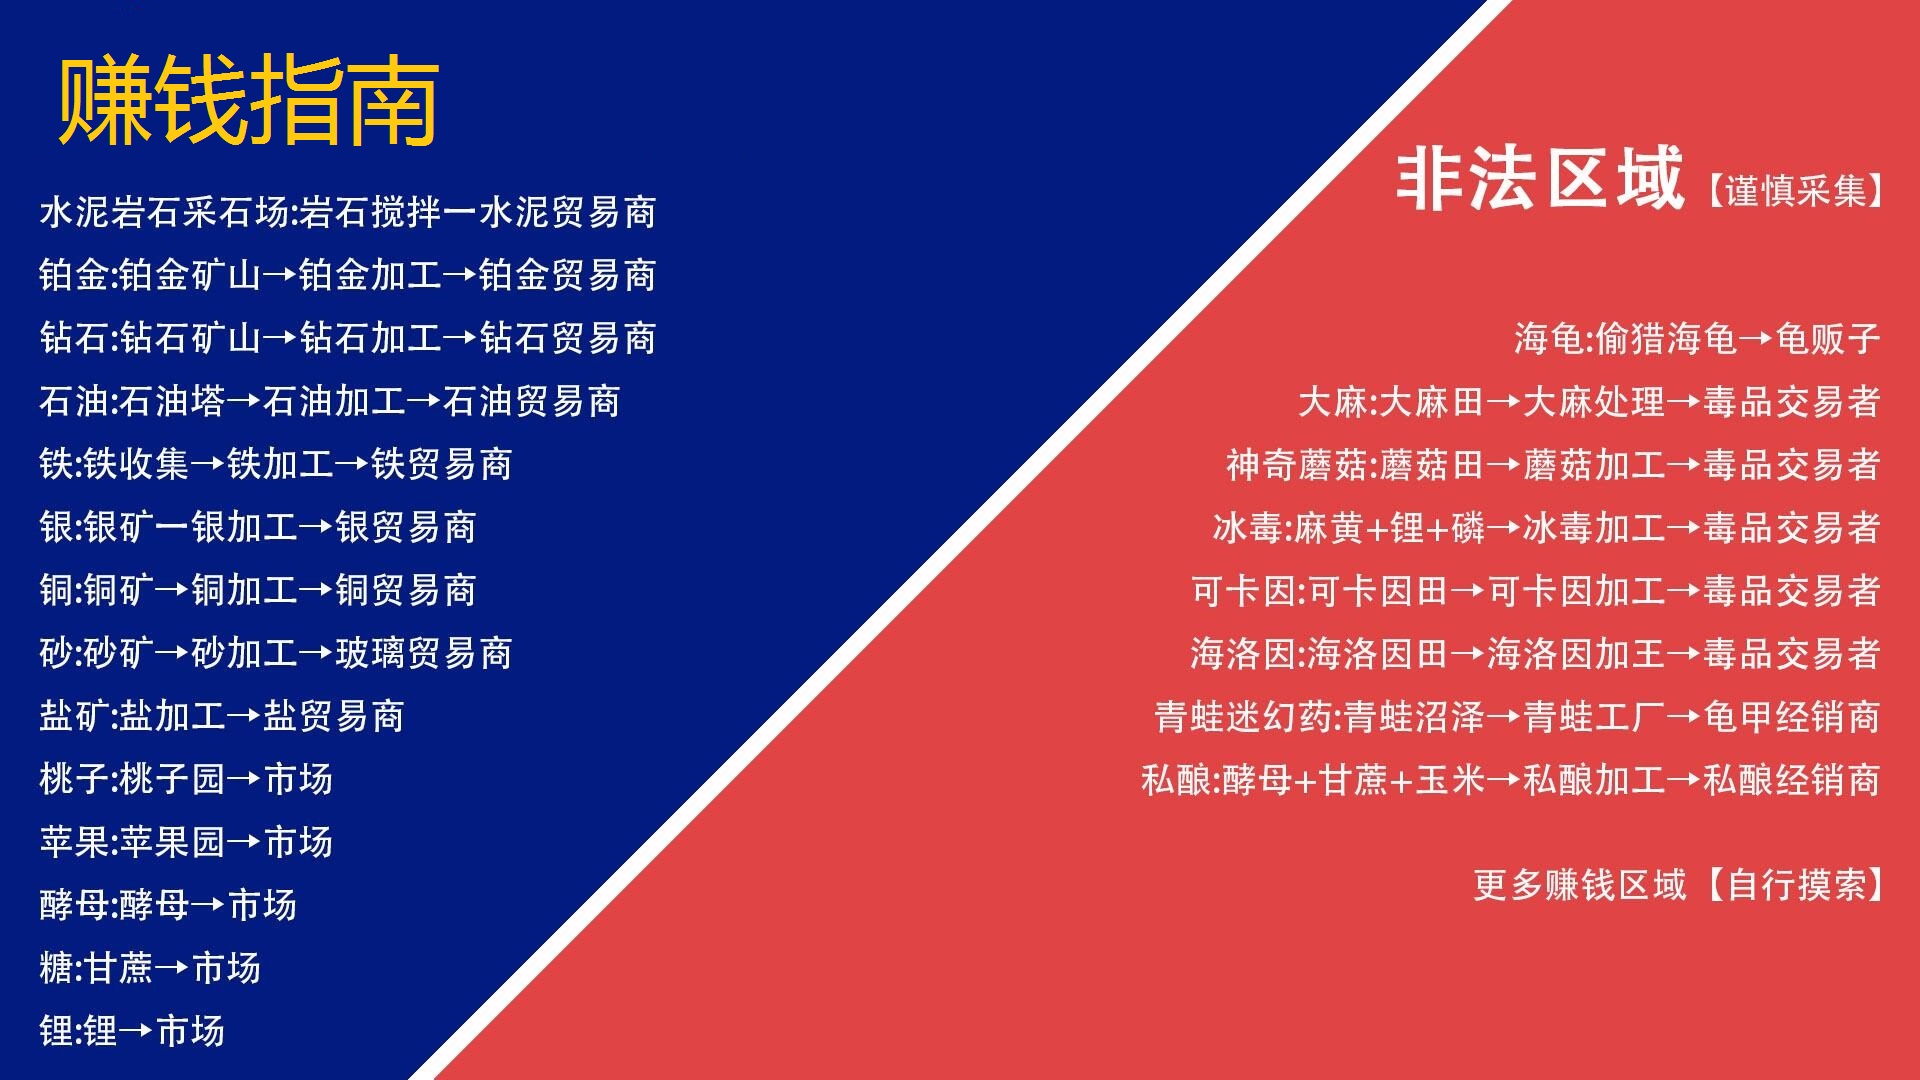 赚钱指南
水泥岩石采石场:岩石搅拌一水泥贸易商
铂金:铂金矿山→铂金加工→铂金贸易商
钻石:钻石矿山→钻石加工→钻石贸易商
石油:石油塔→石油加工→石油贸易商
铁:铁收集→铁加工→铁贸易商
银:银矿一银加工→银贸易商
铜:铜矿→铜加工→铜贸易商
砂:砂矿→砂加工→玻璃贸易商
盐矿:盐加工→盐贸易商
桃子:桃子园→市场
苹果:苹果园→市场
酵母:酵母→市场
糖:甘蔗→市场
锂:锂→市场
非法区域【谨慎采集】
海龟:偷猎海龟→龟贩子
大麻:大麻田→大麻处理→毒品交易者
神奇蘑菇:蘑菇田→蘑菇加工→毒品交易者
冰毒:麻黄+锂+磷→冰毒加工→毒品交易者
可卡因:可卡因田→可卡因加工→毒品交易者
海洛因:海洛因田→海洛因加王→毒品交易者
青蛙迷幻药:青蛙沼泽→青蛙工厂→龟甲经销商
私酿:酵母+甘蔗+玉米→私酿加工→私酿经销商
更多赚钱区域【自行摸索】